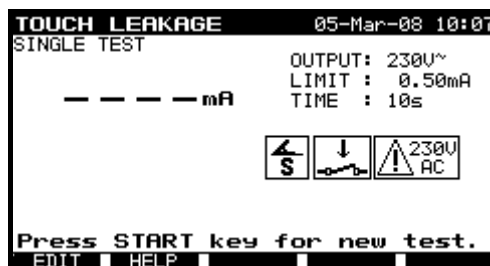 TOUCH LEAKAGE 05-Mar-08 10:07
SINGLE TEST
OUTPUT: 230V~
LIMIT : 0.50mA
– – – – mA TIME : 10s
S 230V AC
Press START key for new test.
EDIT HELP